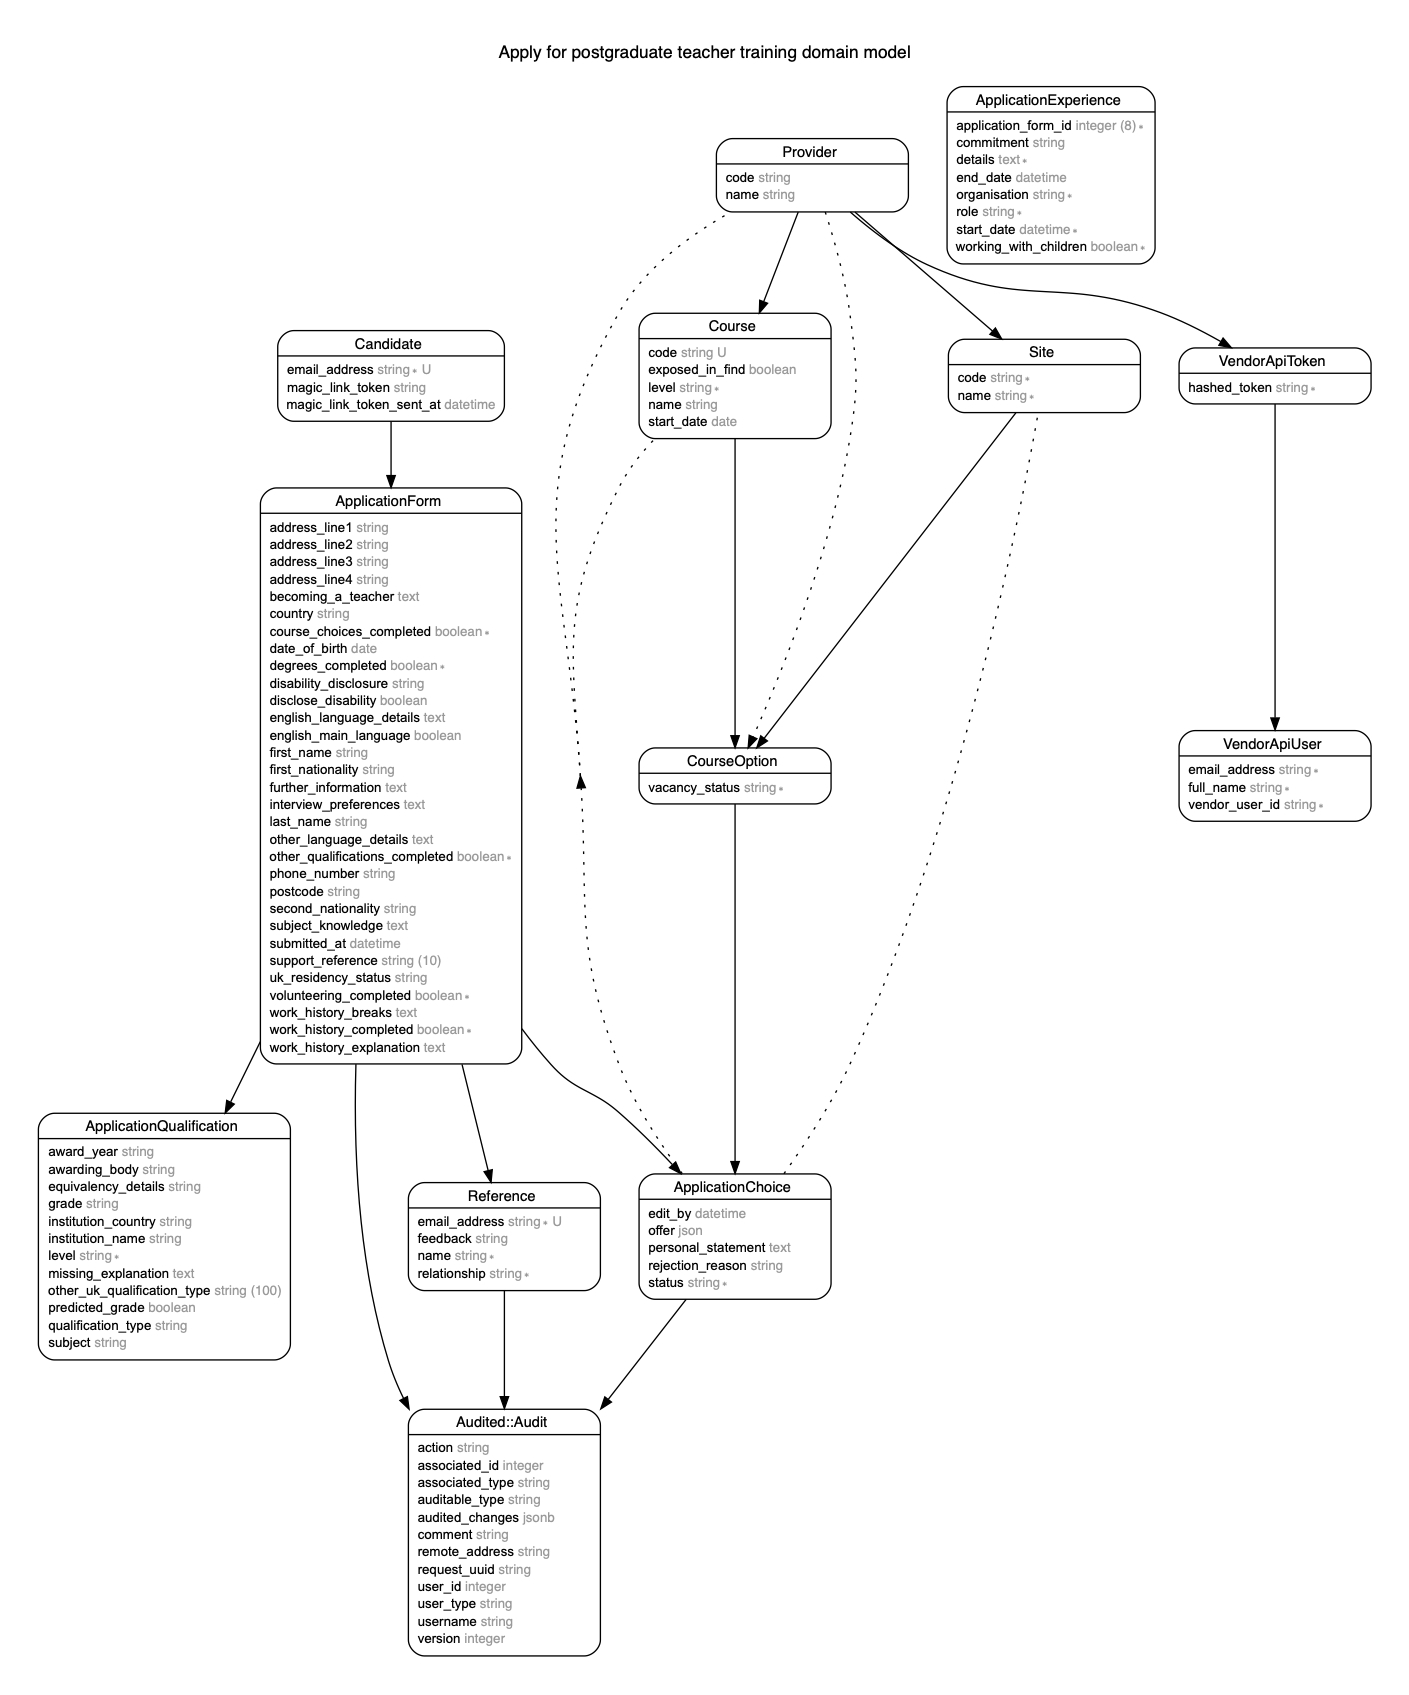 Apply for postgraduate teacher training domain model
ApplicationExperience
application_form_id integer (8) ∗
commitment string
details text ∗
end_date datetime
organisation string ∗
role string ∗
start_date datetime ∗
working_with_children boolean ∗
Provider
code string
name string
Course
code string U
exposed_in_find boolean
level string ∗
name string
start_date date
Candidate
email_address string ∗ U
magic_link_token string
magic_link_token_sent_at datetime
Site
code string ∗
name string ∗
VendorApiToken
hashed_token string ∗
ApplicationForm
address_line1 string
address_line2 string
address_line3 string
address_line4 string
becoming_a_teacher text
country string
course_choices_completed boolean ∗
date_of_birth date
degrees_completed boolean ∗
disability_disclosure string
disclose_disability boolean
english_language_details text
english_main_language boolean
first_name string
first_nationality string
further_information text
interview_preferences text
last_name string
other_language_details text
other_qualifications_completed boolean ∗
phone_number string
postcode string
second_nationality string
subject_knowledge text
submitted_at datetime
support_reference string (10)
uk_residency_status string
volunteering_completed boolean ∗
work_history_breaks text
work_history_completed boolean ∗
work_history_explanation text
CourseOption
vacancy_status string ∗
VendorApiUser
email_address string ∗
full_name string ∗
vendor_user_id string ∗
ApplicationQualification
award_year string
awarding_body string
equivalency_details string
grade string
institution_country string
institution_name string
level string ∗
missing_explanation text
other_uk_qualification_type string (100)
predicted_grade boolean
qualification_type string
subject string
Reference
email_address string ∗ U
feedback string
name string ∗
relationship string ∗
ApplicationChoice
edit_by datetime
offer json
personal_statement text
rejection_reason string
status string ∗
Audited::Audit
action string
associated_id integer
associated_type string
auditable_type string
audited_changes jsonb
comment string
remote_address string
request_uuid string
user_id integer
user_type string
username string
version integer